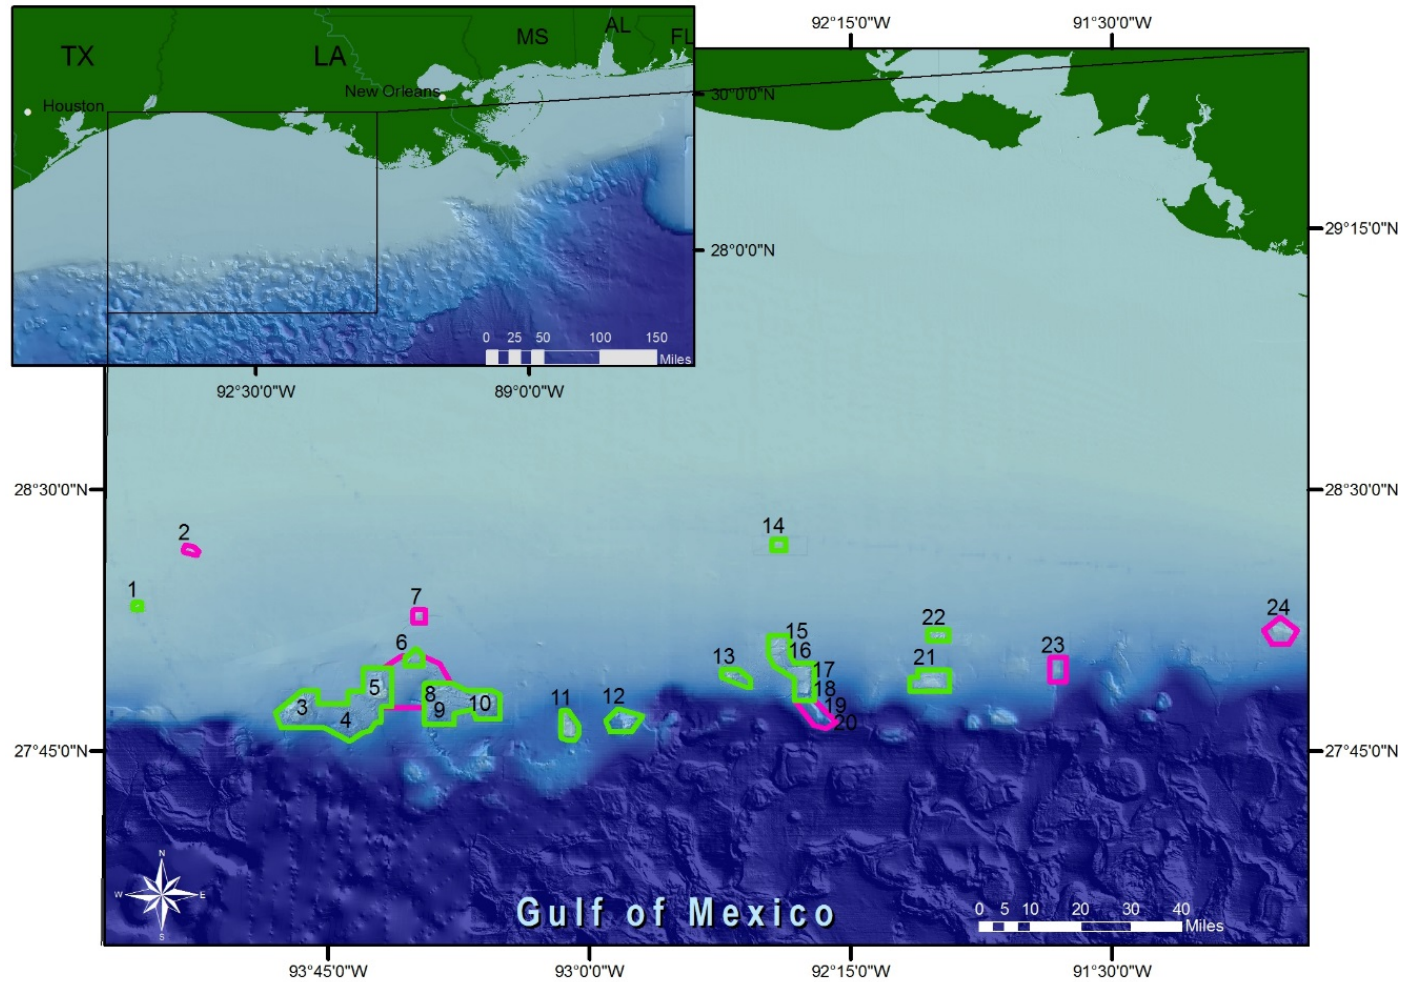 92°15'0"W 91°30'0"W
TX LA MS AL FL
Houston New Orleans
30°0'0"N
28°0'0"N
29°15'0"N
0 25 50 100 150
Miles
92°30'0"W 89°0'0"W
28°30'0"N 28°30'0"N
2
14
1
7
24
6
15
22
16
23
13
17
21
5
18
8
3
10
11
12
19
4
9
20
27°45'0"N 27°45'0"N
N
W E
S
Gulf of Mexico
0 5 10 20 30 40
Miles
93°45'0"W 93°0'0"W 92°15'0"W 91°30'0"W